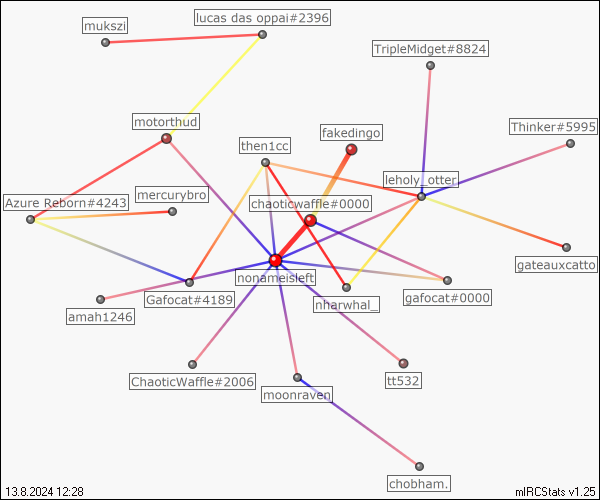 lucas das oppai#2396
mukszi
TripleMidget#8824
motorthud
fakedingo
Thinker#5995
then1cc
leholy_otter
mercurybro
Azure Reborn#4243
chaoticwaffle#0000
gateauxcatto
nonameisleft
Gafocat#4189
nharwhal_
gafocat#0000
amah1246
ChaoticWaffle#2006
tt532
moonraven
chobham.
13.8.2024 12:28
mIRCStats v1.25